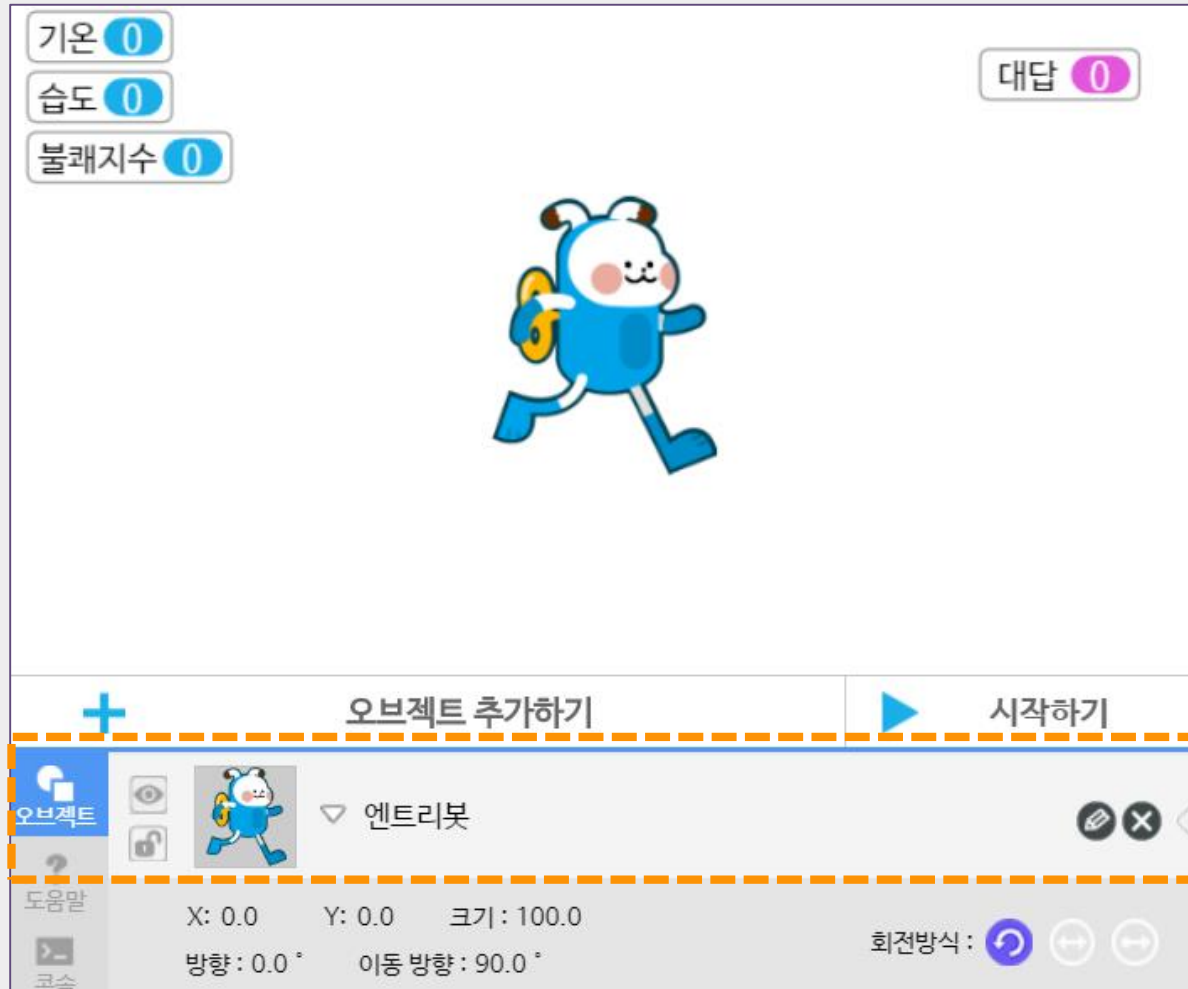 기온 0
대답 0
습도 0
불쾌지수 0
오브젝트 추가하기
시작하기
오브젝트
엔트리봇
?
도움말
X: 0.0 Y: 0.0 크기 : 100.0
회전방식 :
방향 : 0.0 ˚ 이동 방향 : 90.0 ˚